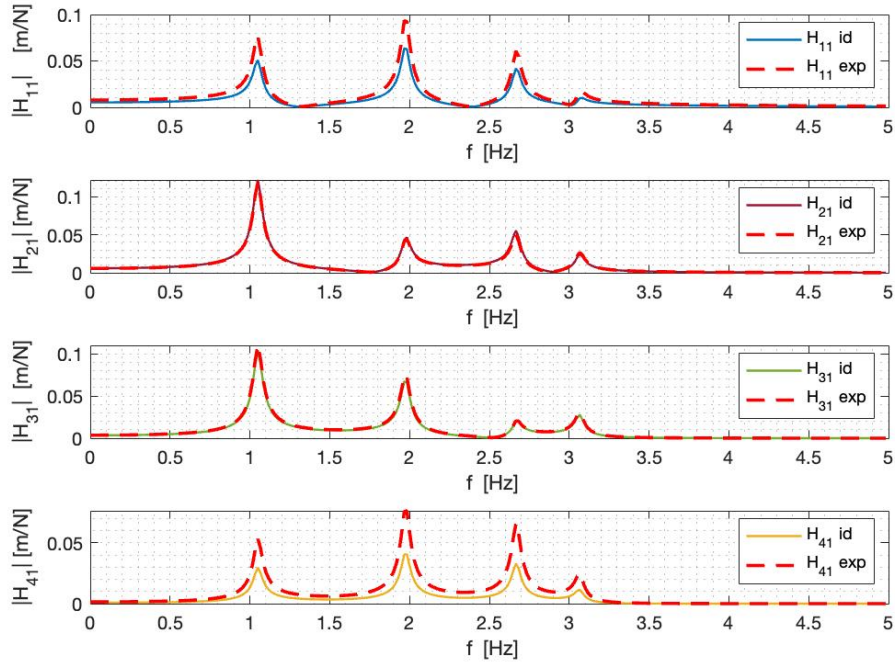 |H11| [m/N]
0.1
0.05
0
H11 id
H11 exp
0 0.5 1 1.5 2 2.5 3 3.5 4 4.5 5
f [Hz]
|H21| [m/N]
0.1
0.05
0
H21 id
H21 exp
0 0.5 1 1.5 2 2.5 3 3.5 4 4.5 5
f [Hz]
|H31| [m/N]
0.1
0.05
0
H31 id
H31 exp
0 0.5 1 1.5 2 2.5 3 3.5 4 4.5 5
f [Hz]
|H41| [m/N]
0.05
0
H41 id
H41 exp
0 0.5 1 1.5 2 2.5 3 3.5 4 4.5 5
f [Hz]